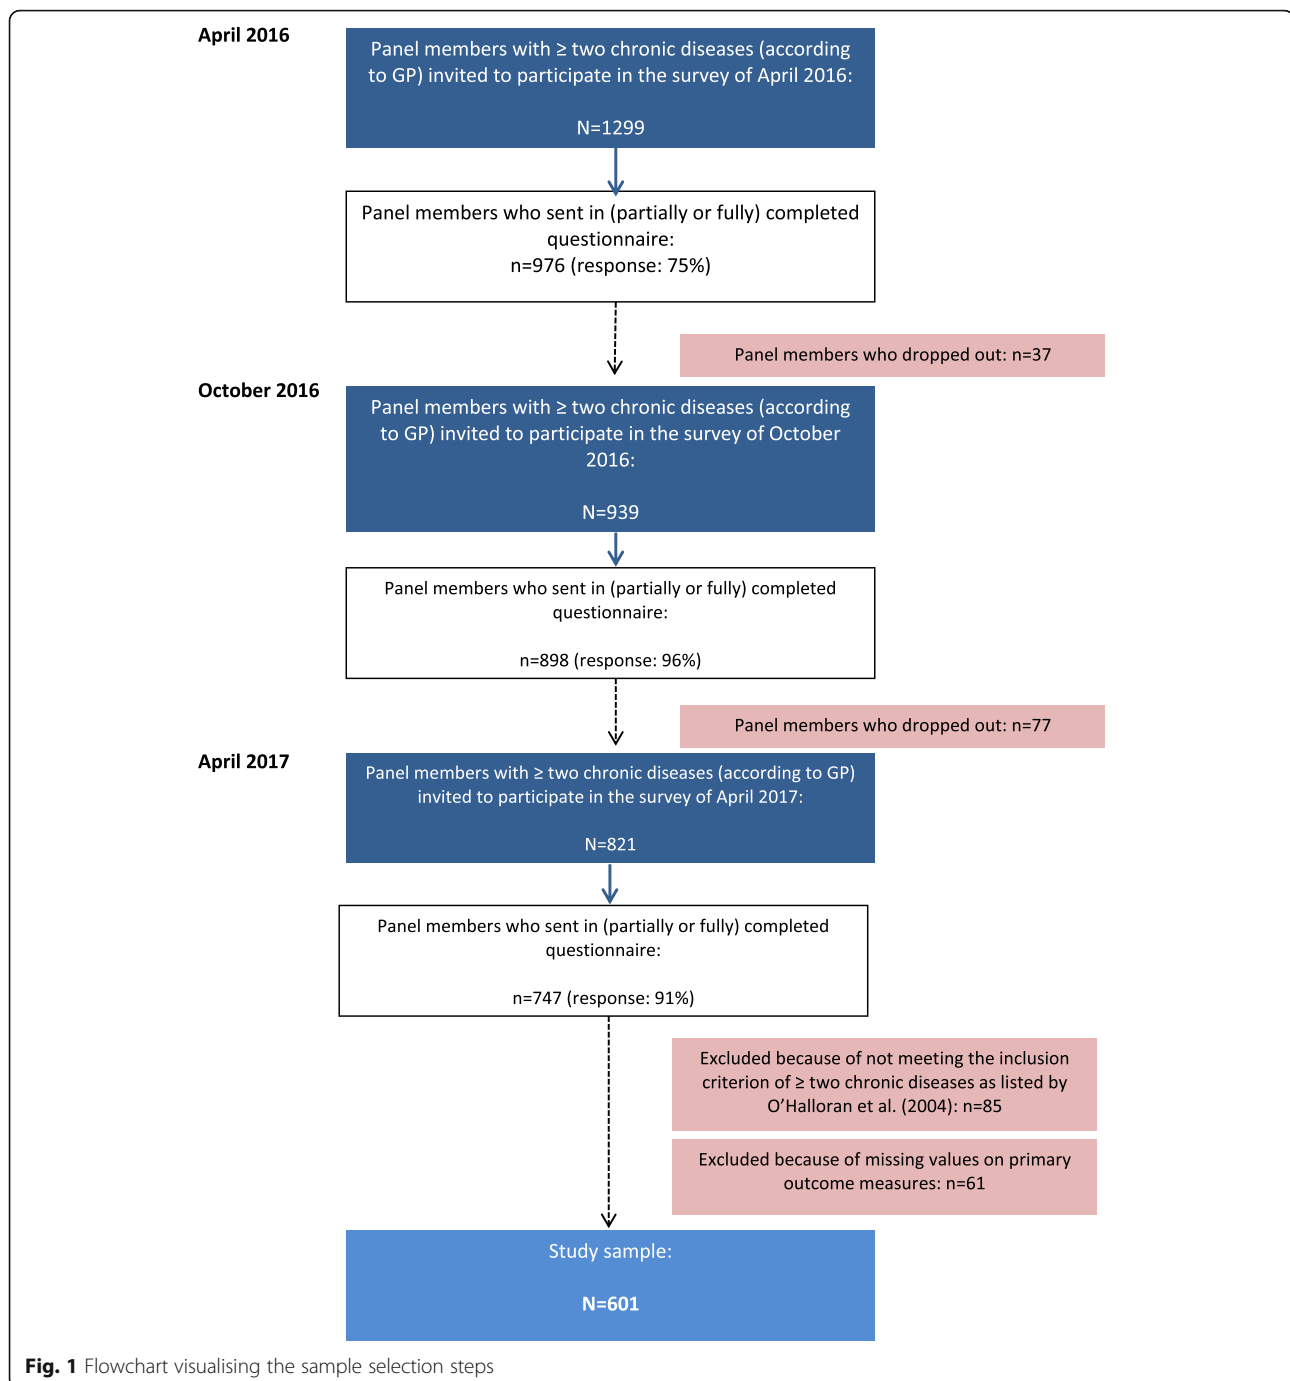 April 2016
Panel members with ≥ two chronic diseases (according
to GP) invited to participate in the survey of April 2016:
N=1299
Panel members who sent in (partially or fully) completed
questionnaire:
n=976 (response: 75%)
Panel members who dropped out: n=37
October 2016
Panel members with ≥ two chronic diseases (according
to GP) invited to participate in the survey of October
2016:
N=939
Panel members who sent in (partially or fully) completed
questionnaire:
n=898 (response: 96%)
Panel members who dropped out: n=77
April 2017
Panel members with ≥ two chronic diseases (according to GP)
invited to participate in the survey of April 2017:
N=821
Panel members who sent in (partially or fully) completed
questionnaire:
n=747 (response: 91%)
Excluded because of not meeting the inclusion
criterion of ≥ two chronic diseases as listed by
O’Halloran et al. (2004): n=85
Excluded because of missing values on primary
outcome measures: n=61
Study sample:
N=601
Fig. 1 Flowchart visualising the sample selection steps